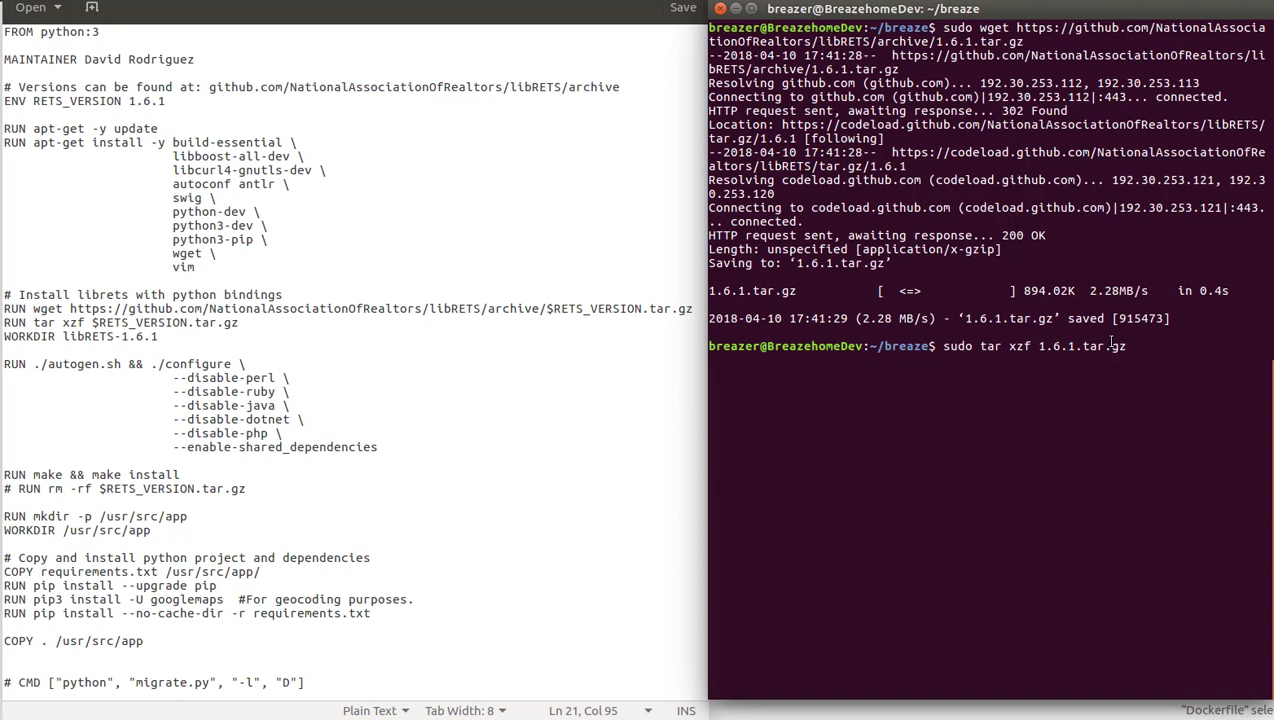 Open
Save
FROM python:3
MAINTAINER David Rodriguez
# Versions can be found at: github.com/NationalAssociationOfRealtors/libRETS/archive
ENV RETS_VERSION 1.6.1
RUN apt-get -y update
RUN apt-get install -y build-essential \
libboost-all-dev \
libcurl4-gnutls-dev \
autoconf antlr \
swig \
python-dev \
python3-dev \
python3-pip \
wget \
vim
# Install librets with python bindings
RUN wget https://github.com/NationalAssociationOfRealtors/libRETS/archive/$RETS_VERSION.tar.gz
RUN tar xzf $RETS_VERSION.tar.gz
WORKDIR libRETS-1.6.1
RUN ./autogen.sh && ./configure \
--disable-perl \
--disable-ruby \
--disable-java \
--disable-dotnet \
--disable-php \
--enable-shared_dependencies
RUN make && make install
# RUN rm -rf $RETS_VERSION.tar.gz
RUN mkdir -p /usr/src/app
WORKDIR /usr/src/app
# Copy and install python project and dependencies
COPY requirements.txt /usr/src/app/
RUN pip install --upgrade pip
RUN pip3 install -U googlemaps  #For geocoding purposes.
RUN pip install --no-cache-dir -r requirements.txt
COPY . /usr/src/app
# CMD ["python", "migrate.py", "-l", "D"]
Plain Text
Tab Width: 8
Ln 21, Col 95
INS
breazer@BreazehomeDev: ~/breaze
breazer@BreazehomeDev:~/breaze$ sudo wget https://github.com/NationalAssocia
tionOfRealtors/libRETS/archive/1.6.1.tar.gz
--2018-04-10 17:41:28--  https://github.com/NationalAssociationOfRealtors/li
bRETS/archive/1.6.1.tar.gz
Resolving github.com (github.com)... 192.30.253.112, 192.30.253.113
Connecting to github.com (github.com)|192.30.253.112|:443... connected.
HTTP request sent, awaiting response... 302 Found
Location: https://codeload.github.com/NationalAssociationOfRealtors/libRETS/
tar.gz/1.6.1 [following]
--2018-04-10 17:41:28--  https://codeload.github.com/NationalAssociationOfRe
altors/libRETS/tar.gz/1.6.1
Resolving codeload.github.com (codeload.github.com)... 192.30.253.121, 192.3
0.253.120
Connecting to codeload.github.com (codeload.github.com)|192.30.253.121|:443.
.. connected.
HTTP request sent, awaiting response... 200 OK
Length: unspecified [application/x-gzip]
Saving to: ‘1.6.1.tar.gz’
1.6.1.tar.gz            [  <=>            ] 894.02K  2.28MB/s    in 0.4s
2018-04-10 17:41:29 (2.28 MB/s) - ‘1.6.1.tar.gz’ saved [915473]
breazer@BreazehomeDev:~/breaze$ sudo tar xzf 1.6.1.tar.gz
“Dockerfile” sele